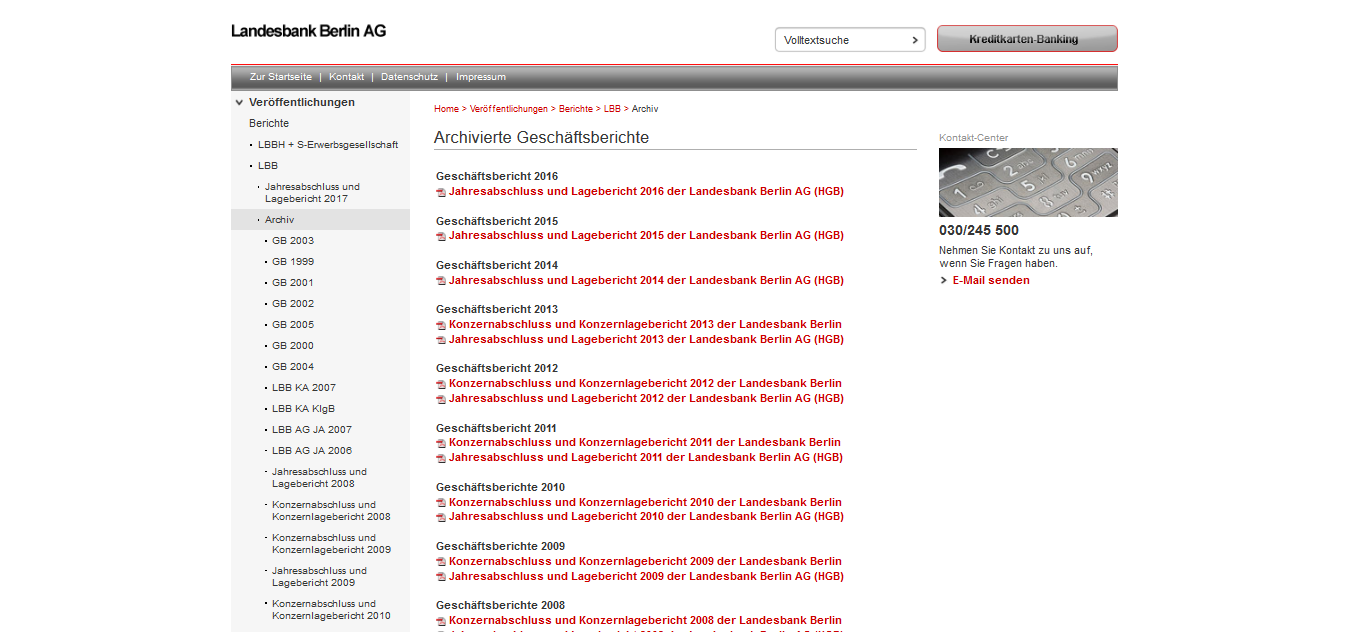 Landesbank Berlin AG
Volltextsuche
Kreditkarten-Banking
Zur Startseite | Kontakt | Datenschutz | Impressum
Veröffentlichungen
Berichte
LBBH + S-Erwerbsgesellschaft
LBB
Jahresabschluss und
Lagebericht 2017
Archiv
GB 2003
GB 1999
GB 2001
GB 2002
GB 2005
GB 2000
GB 2004
LBB KA 2007
LBB KA KIgB
LBB AG JA 2007
LBB AG JA 2006
Jahresabschluss und
Lagebericht 2008
Konzernabschluss und
Konzernlagebericht 2008
Konzernabschluss und
Konzernlagebericht 2009
Jahresabschluss und
Lagebericht 2009
Konzernabschluss und
Konzernlagebericht 2010
Home > Veröffentlichungen > Berichte > LBB > Archiv
Archivierte Geschäftsberichte
Geschäftsbericht 2016
Jahresabschluss und Lagebericht 2016 der Landesbank Berlin AG (HGB)
Geschäftsbericht 2015
Jahresabschluss und Lagebericht 2015 der Landesbank Berlin AG (HGB)
Geschäftsbericht 2014
Jahresabschluss und Lagebericht 2014 der Landesbank Berlin AG (HGB)
Geschäftsbericht 2013
Konzernabschluss und Konzernlagebericht 2013 der Landesbank Berlin
Jahresabschluss und Lagebericht 2013 der Landesbank Berlin AG (HGB)
Geschäftsbericht 2012
Konzernabschluss und Konzernlagebericht 2012 der Landesbank Berlin
Jahresabschluss und Lagebericht 2012 der Landesbank Berlin AG (HGB)
Geschäftsbericht 2011
Konzernabschluss und Konzernlagebericht 2011 der Landesbank Berlin
Jahresabschluss und Lagebericht 2011 der Landesbank Berlin AG (HGB)
Geschäftsberichte 2010
Konzernabschluss und Konzernlagebericht 2010 der Landesbank Berlin
Jahresabschluss und Lagebericht 2010 der Landesbank Berlin AG (HGB)
Geschäftsberichte 2009
Konzernabschluss und Konzernlagebericht 2009 der Landesbank Berlin
Jahresabschluss und Lagebericht 2009 der Landesbank Berlin AG (HGB)
Geschäftsberichte 2008
Konzernabschluss und Konzernlagebericht 2008 der Landesbank Berlin
Kontakt-Center
030/245 500
Nehmen Sie Kontakt zu uns auf,
wenn Sie Fragen haben.
E-Mail senden